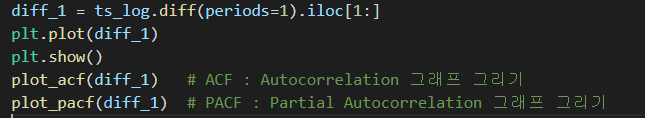 diff_1 = ts_log.diff(periods=1).iloc[1:]
plt.plot(diff_1)
plt.show()
plot_acf(diff_1)   # ACF : Autocorrelation 그래프 그리기
plot_pacf(diff_1)  # PACF : Partial Autocorrelation 그래프 그리기